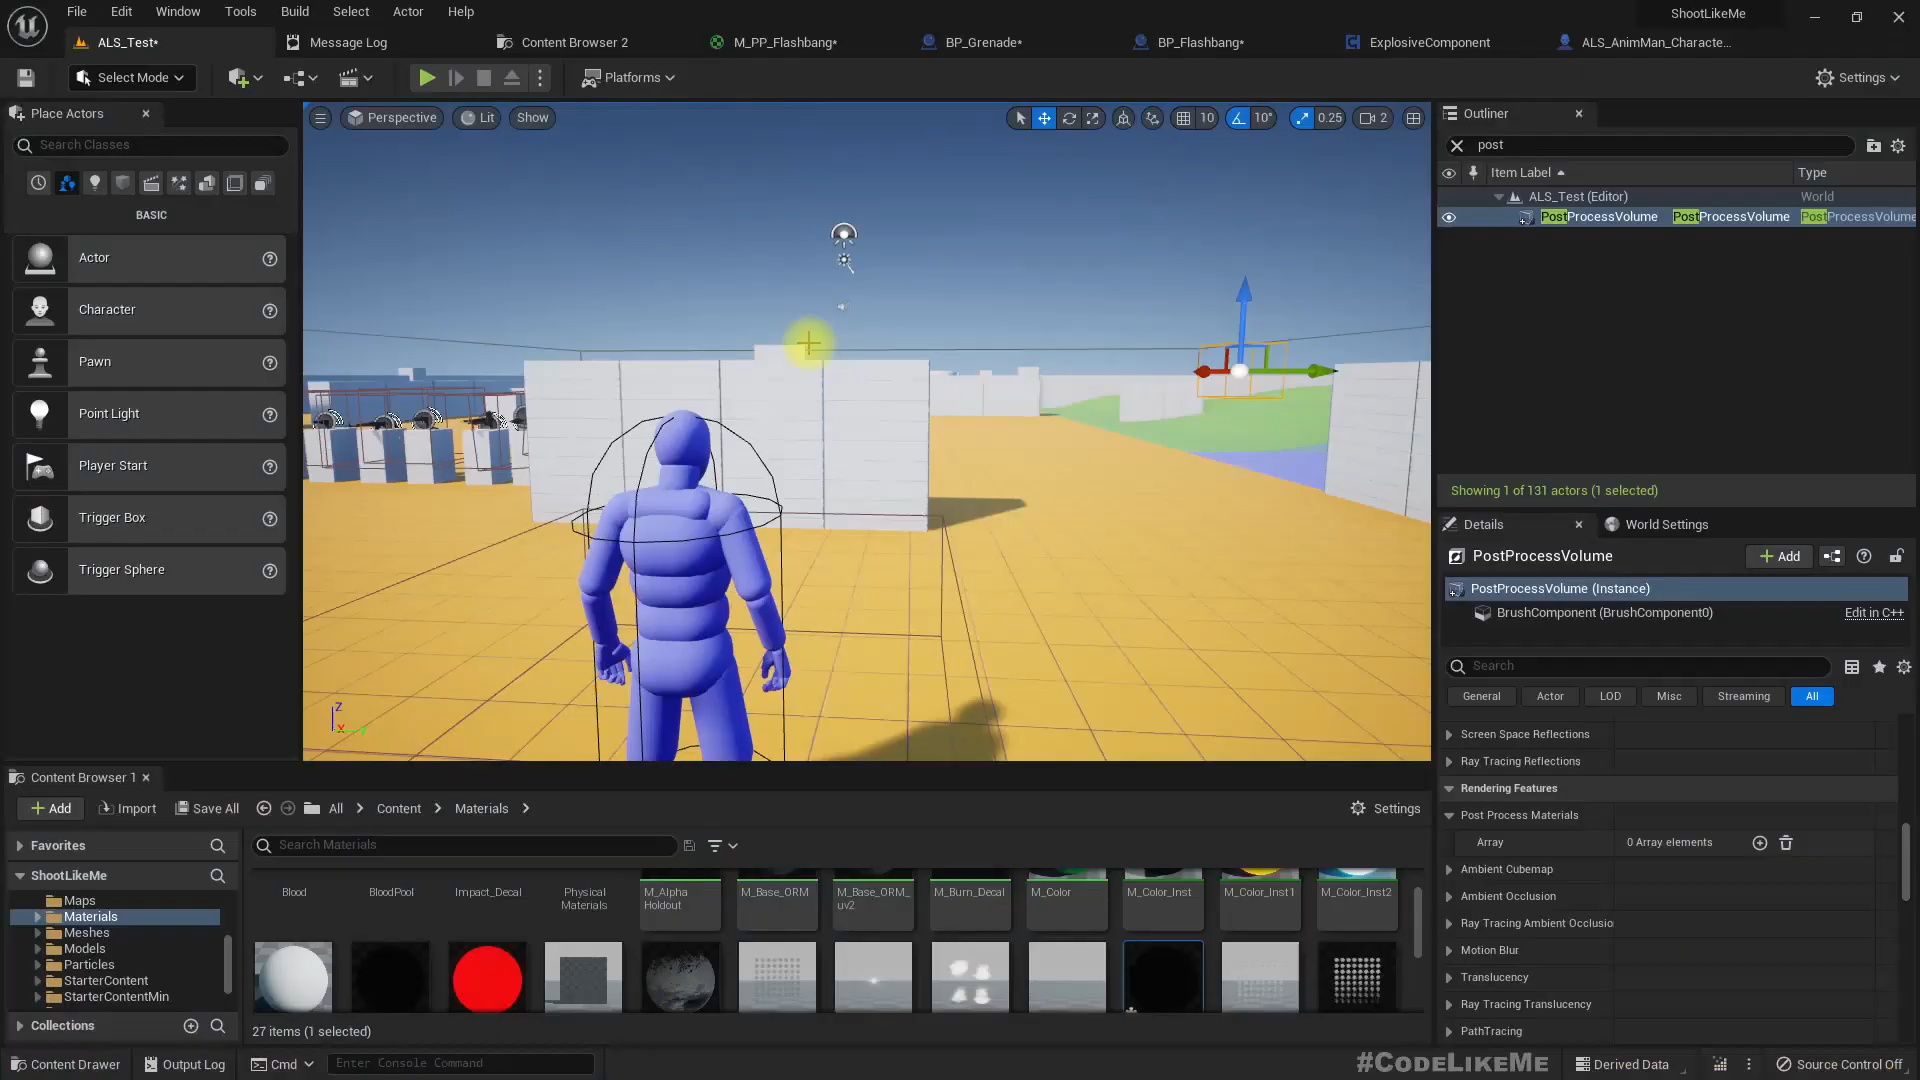 File Edit Window Tools Build Select Actor Help
ShootLikeMe
ALS_Test*
Message Log
Content Browser 2
M_PP_Flashbang*
BP_Grenade*
BP_Flashbang*
ExplosiveComponent
ALS_AnimMan_Characte...
Select Mode
Platforms
Settings
Place Actors
Search Classes
BASIC
Actor
Character
Pawn
Point Light
Player Start
Trigger Box
Trigger Sphere
Perspective
Lit
Show
10
10°
0.25
2
Z
X
Y
Outliner
post
Item Label
Type
ALS_Test (Editor)
World
PostProcessVolume
PostProcessVolume
PostProcessVolume
Showing 1 of 131 actors (1 selected)
Details
World Settings
PostProcessVolume
Add
PostProcessVolume (Instance)
BrushComponent (BrushComponent0)
Edit in C++
Search
General
Actor
LOD
Misc
Streaming
All
Screen Space Reflections
Ray Tracing Reflections
Rendering Features
Post Process Materials
Array
0 Array elements
Ambient Cubemap
Ambient Occlusion
Ray Tracing Ambient Occlusio
Motion Blur
Translucency
Ray Tracing Translucency
PathTracing
Content Browser 1
Add
Import
Save All
All
Content
Materials
Settings
Favorites
ShootLikeMe
Maps
Materials
Meshes
Models
Particles
StarterContent
StarterContentMin
Collections
Search Materials
Blood
BloodPool
Impact_Decal
Physical Materials
M_Alpha Holdout
M_Base_ORM
M_Base_ORM_ uv2
M_Burn_Decal
M_Color
M_Color_Inst
M_Color_Inst1
M_Color_Inst2
27 items (1 selected)
Content Drawer
Output Log
Cmd
Enter Console Command
#CODELIKEME
Derived Data
Source Control Off